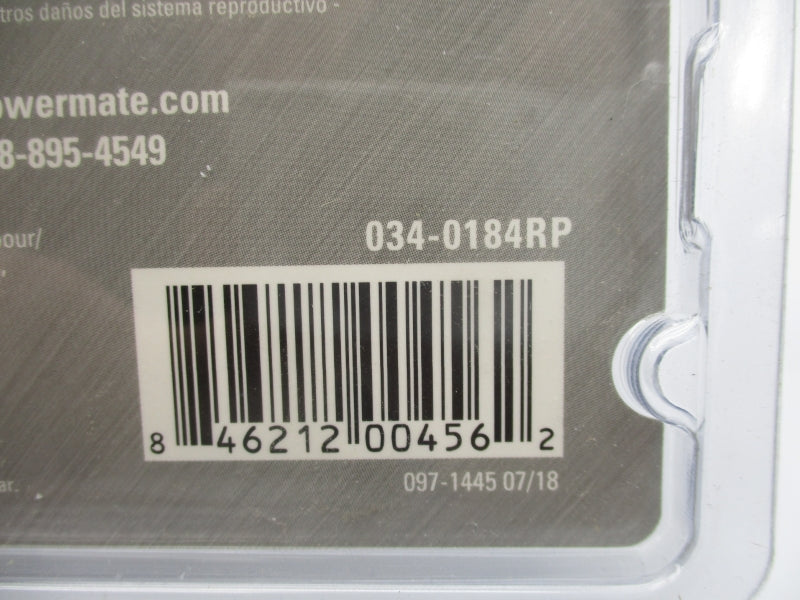 tros daños del sistema reproductivo -
owermate.com
8-895-4549
our/
034-0184RP
8 46212 00456 2
ar.
097-1445 07/18